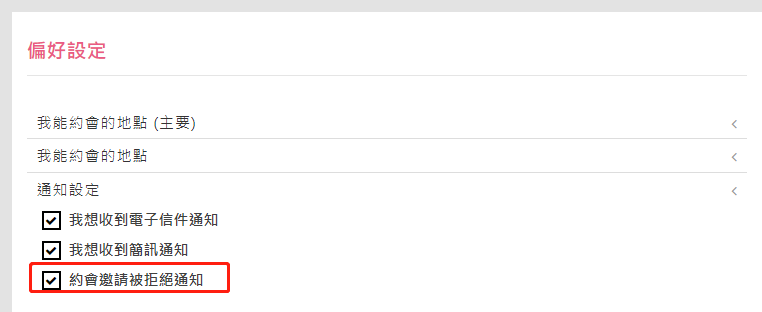 偏好設定
我能約會的地點 (主要)
我能約會的地點
通知設定
我想收到電子信件通知
我想收到簡訊通知
約會邀請被拒絕通知